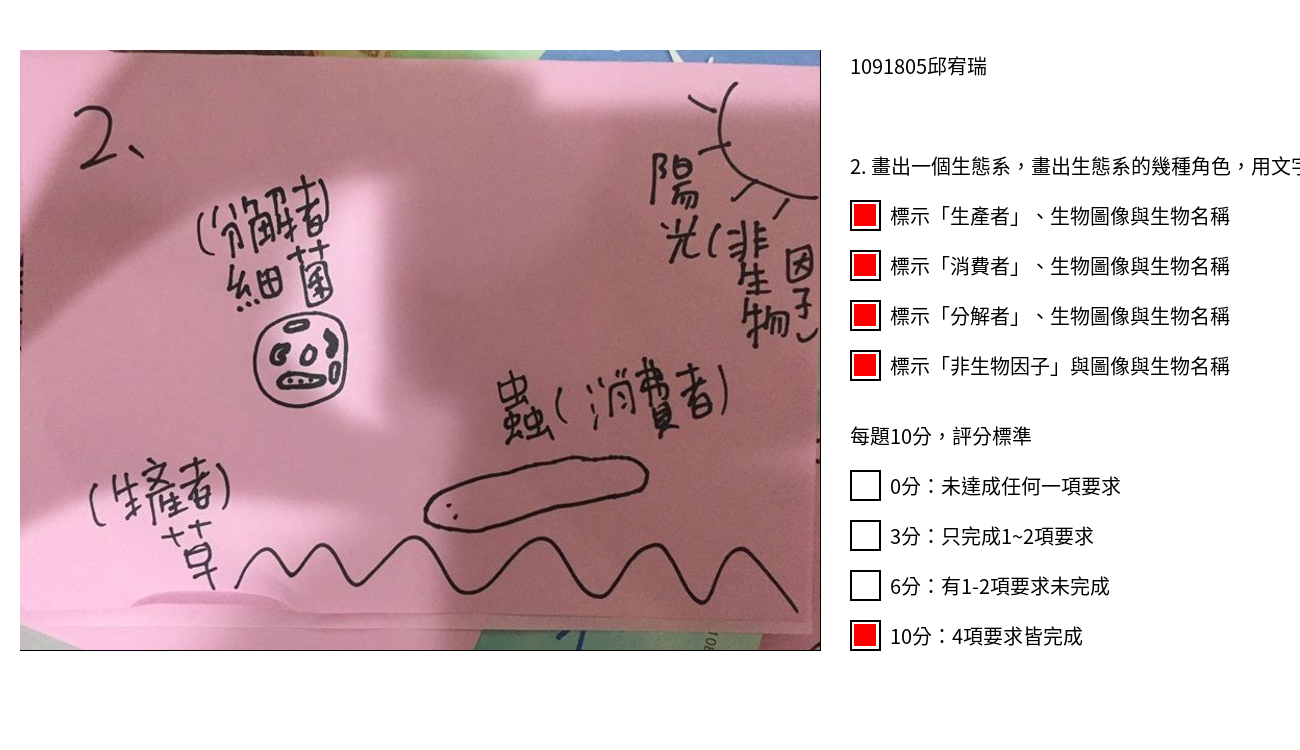 2、
(分解者)
細菌
陽
光(非
生
物
因
子)
蟲(消費者)
(生產者)
草
1091805邱宥瑞
2. 畫出一個生態系，畫出生態系的幾種角色，用文字
標示「生產者」、生物圖像與生物名稱
標示「消費者」、生物圖像與生物名稱
標示「分解者」、生物圖像與生物名稱
標示「非生物因子」與圖像與生物名稱
每題10分，評分標準
0分：未達成任何一項要求
3分：只完成1~2項要求
6分：有1-2項要求未完成
10分：4項要求皆完成